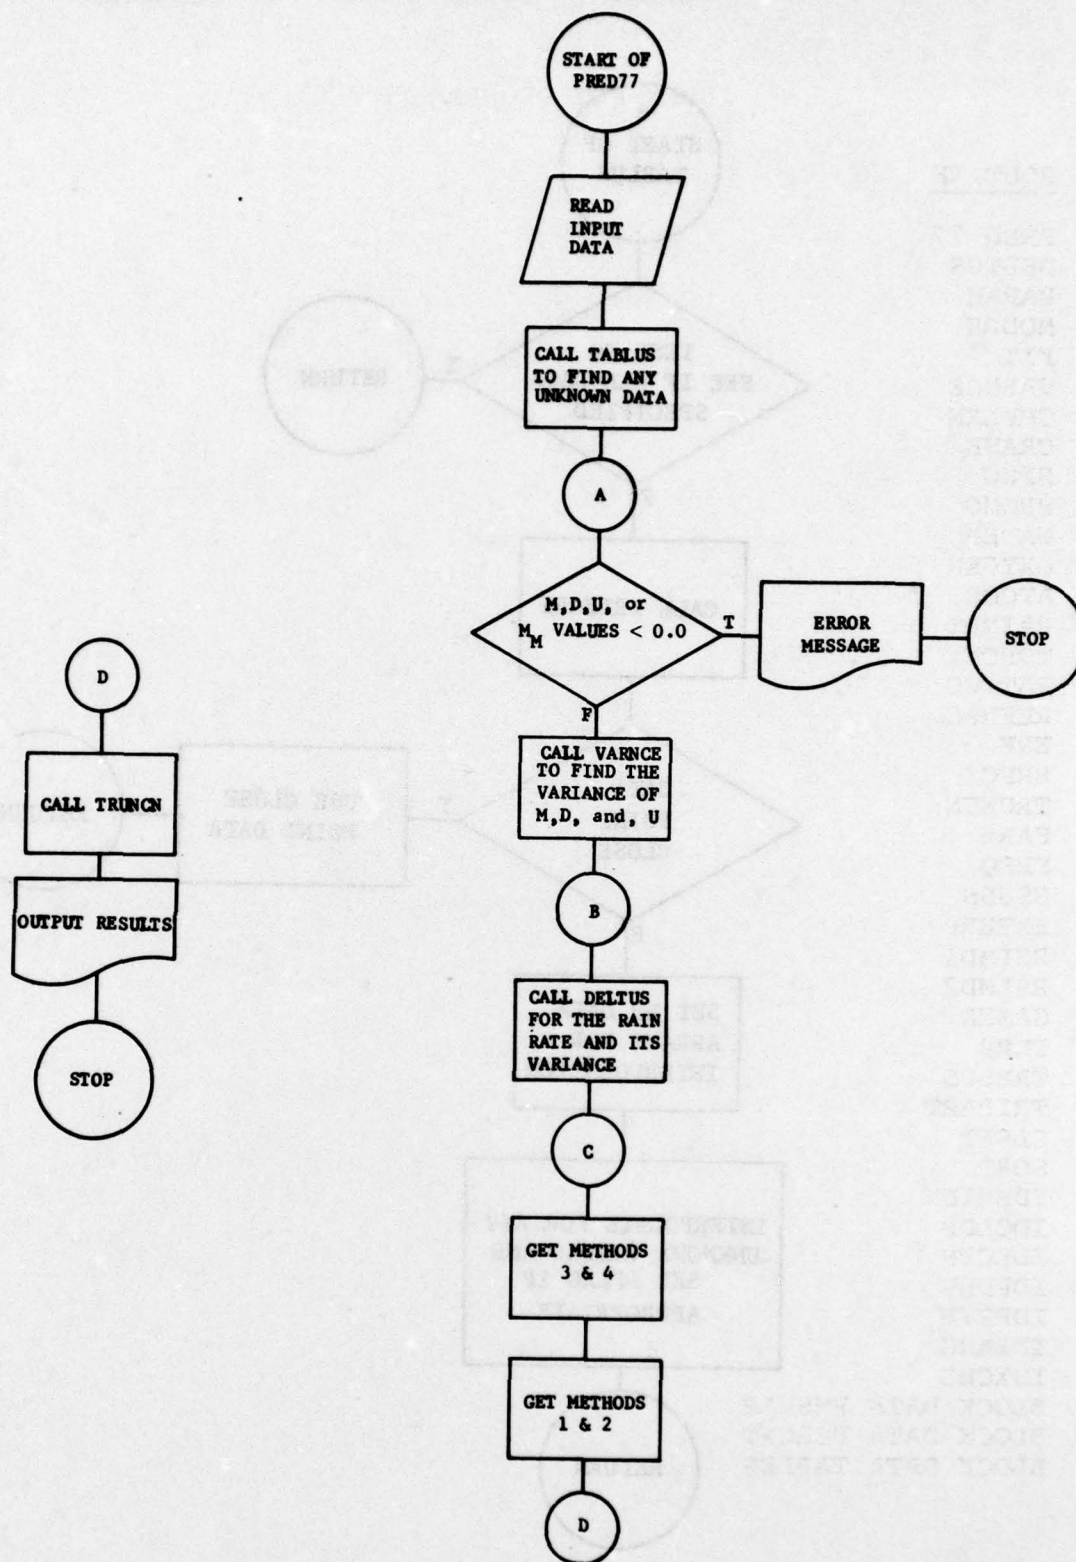 START OF
PRED77
READ
INPUT
DATA
CALL TABLUS
TO FIND ANY
UNKNOWN DATA
A
M,D,U, or
M_M VALUES < 0.0
T
ERROR
MESSAGE
STOP
F
CALL VARNCE
TO FIND THE
VARIANCE OF
M,D, and, U
B
CALL DELTUS
FOR THE RAIN
RATE AND ITS
VARIANCE
C
GET METHODS
3 & 4
GET METHODS
1 & 2
D
D
CALL TRUNCN
OUTPUT RESULTS
STOP